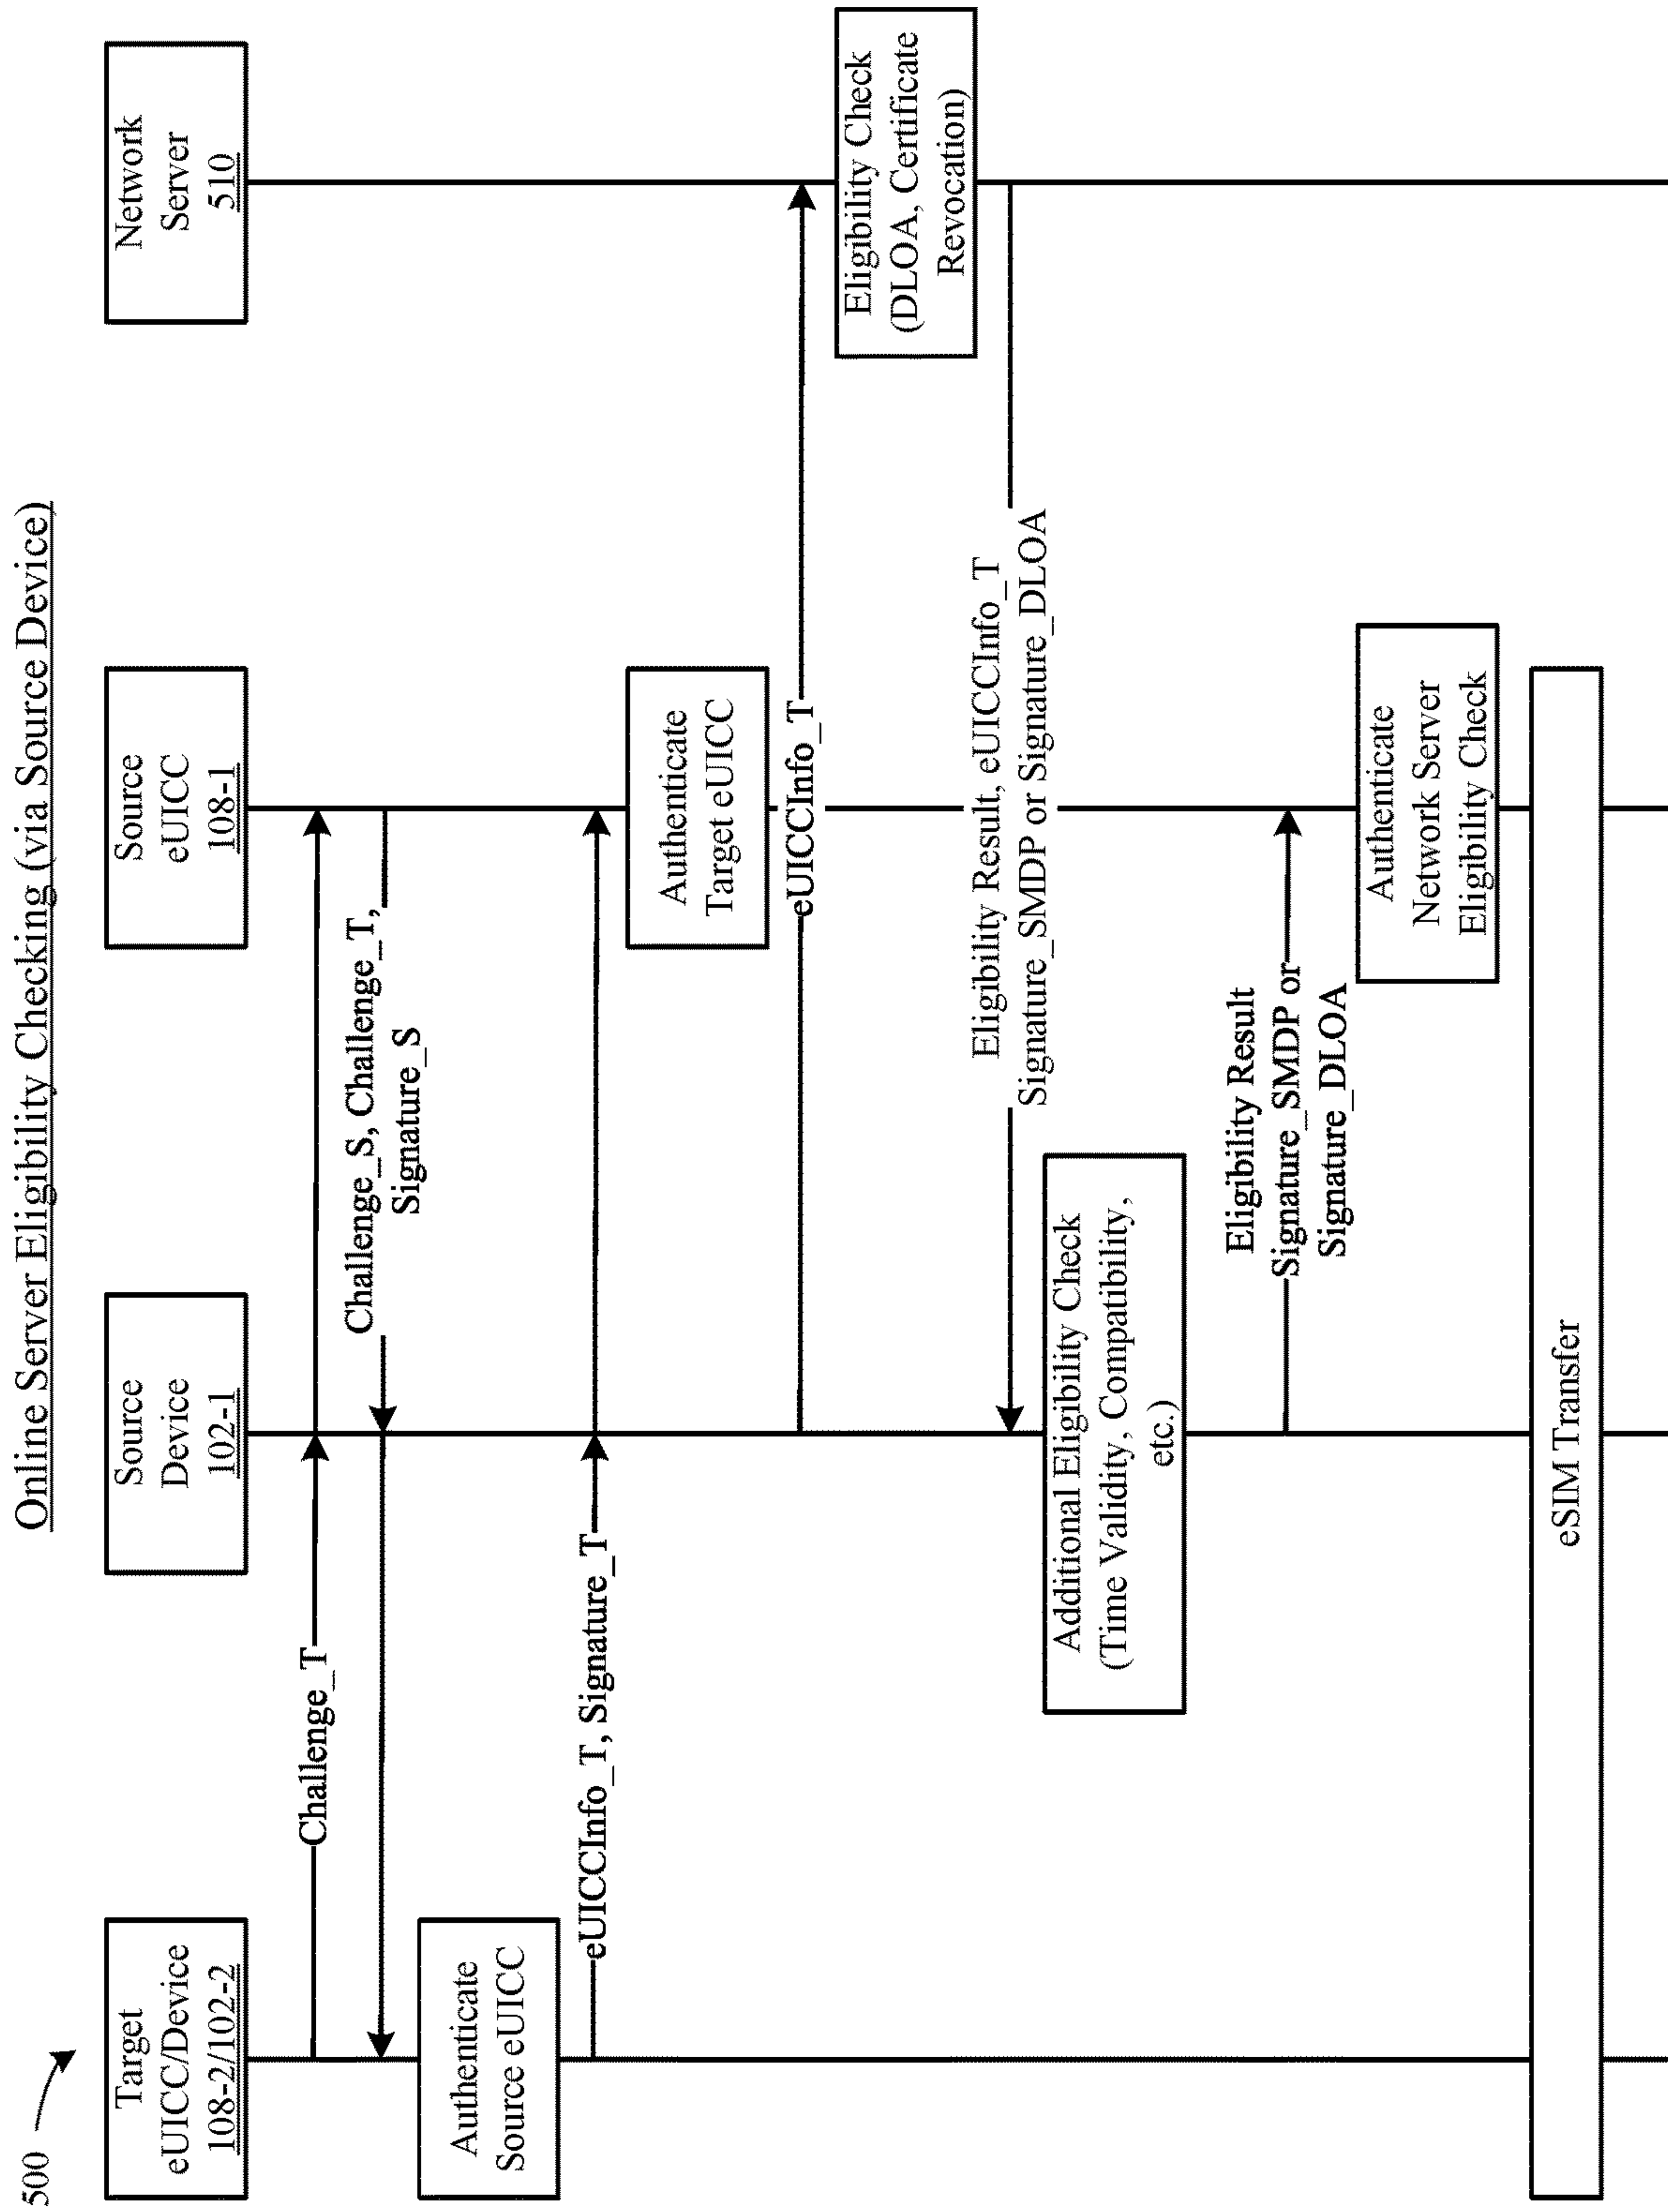 500
Online Server Eligibility Checking (via Source Device)
Target
eUICC/Device
108-2/102-2
Source
Device
102-1
Source
eUICC
108-1
Network
Server
510
Challenge_T
Challenge_S, Challenge_T,
Signature_S
Authenticate
Source eUICC
eUICCInfo_T, Signature_T
Authenticate
Target eUICC
eUICCInfo_T
Eligibility Check
(DLOA, Certificate
Revocation)
Eligibility Result, eUICCInfo_T
Signature_SMDP or Signature_DLOA
Additional Eligibility Check
(Time Validity, Compatibility,
etc.)
Eligibility Result
Signature_SMDP or
Signature_DLOA
Authenticate
Network Server
Eligibility Check
eSIM Transfer